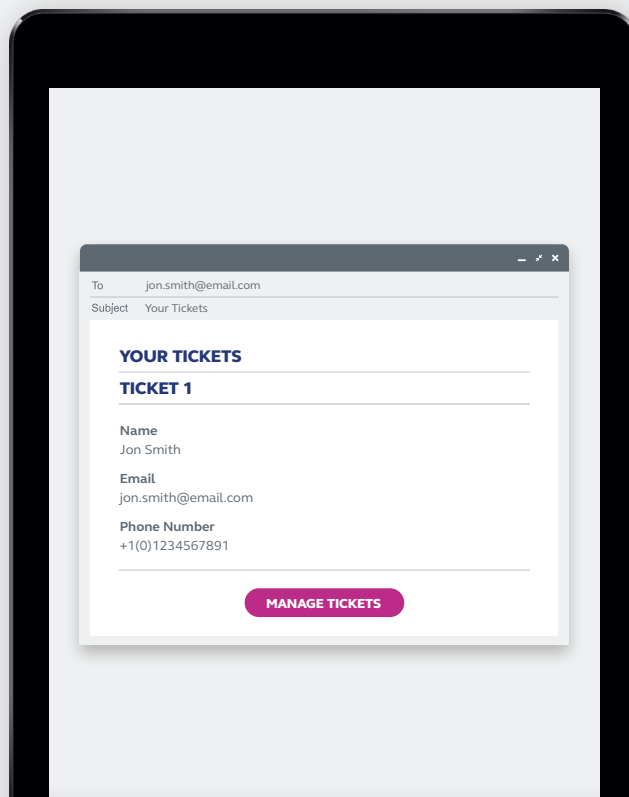 To jon.smith@email.com
Subject Your Tickets
YOUR TICKETS
TICKET 1
Name
Jon Smith
Email
jon.smith@email.com
Phone Number
+1(0)1234567891
MANAGE TICKETS